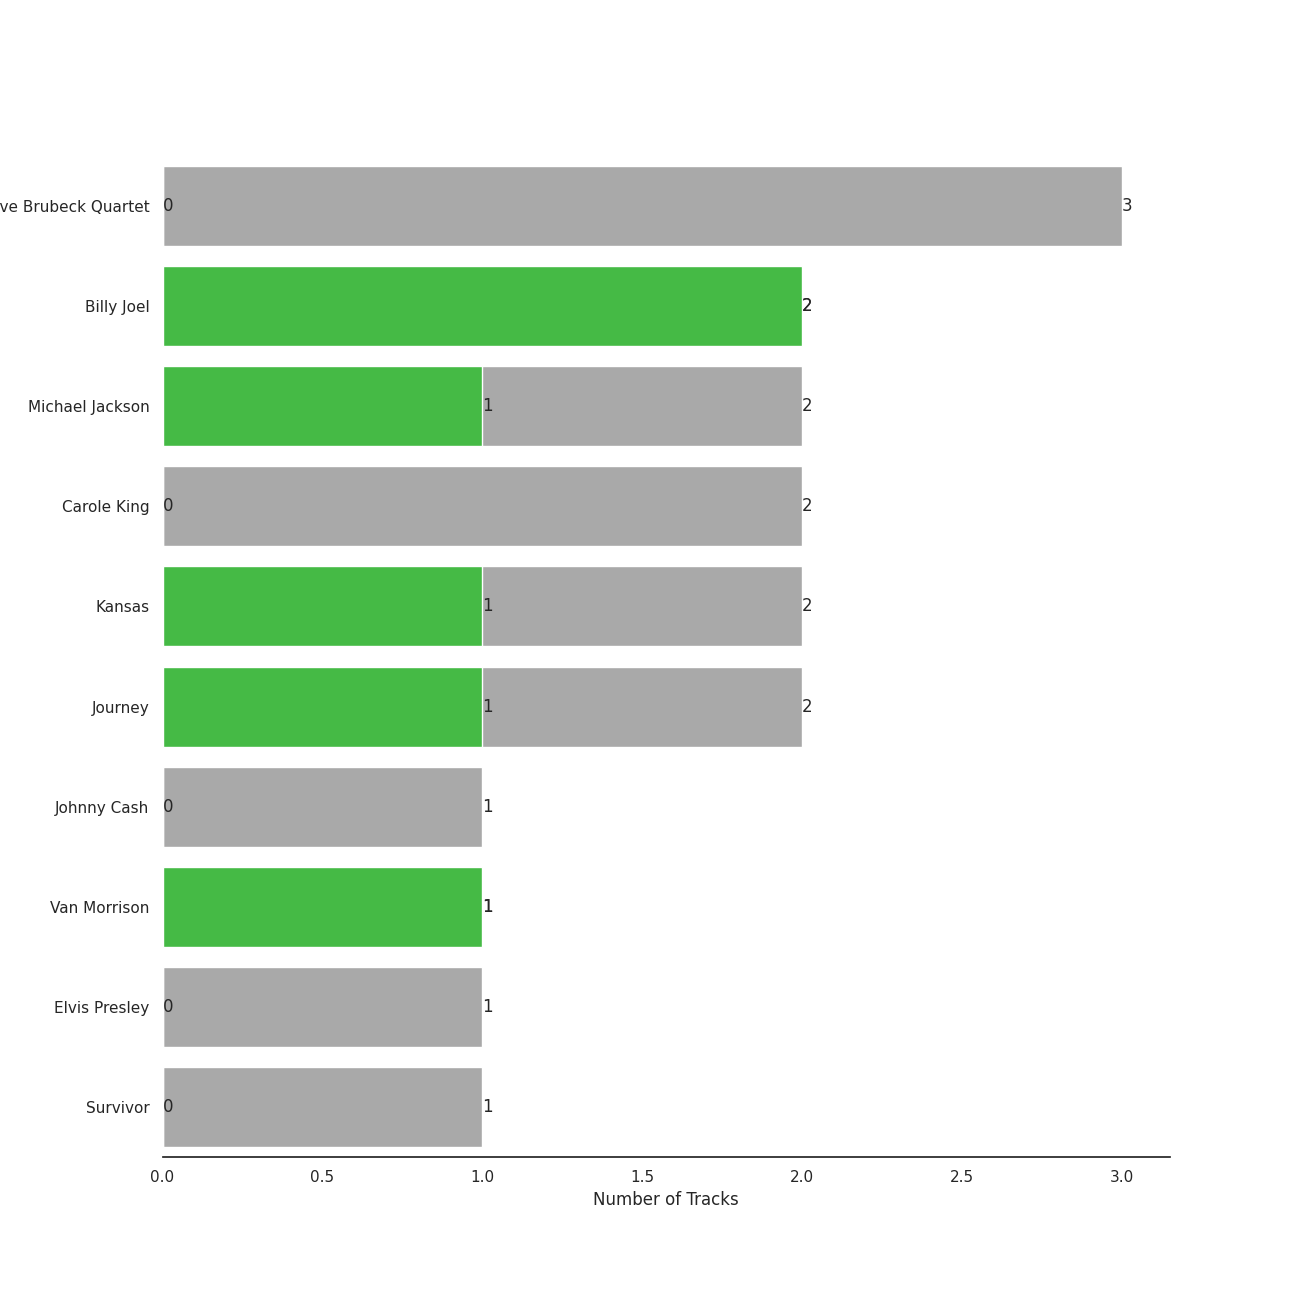 ve Brubeck Quartet 0 3
Billy Joel 2
Michael Jackson 1 2
Carole King 0 2
Kansas 1 2
Journey 1 2
Johnny Cash 0 1
Van Morrison 1
Elvis Presley 0 1
Survivor 0 1
0.0 0.5 1.0 1.5 2.0 2.5 3.0
Number of Tracks